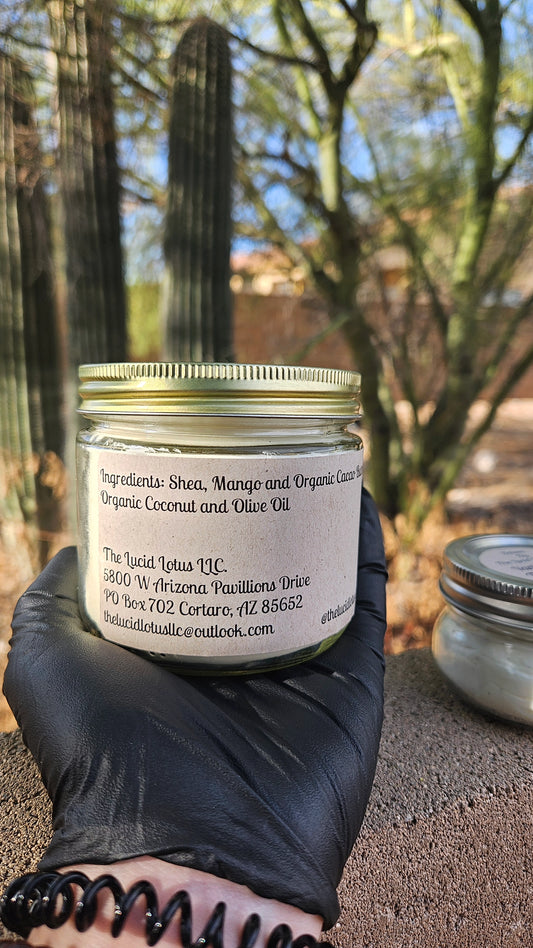 Ingredients: Shea, Mango and Organic Cacao
Organic Coconut and Olive Oil
The Lucid Lotus LLC.
5800 W Arizona Pavillions Drive
PO Box 702 Cortaro, AZ 85652
thelucidlotusllc@outlook.com